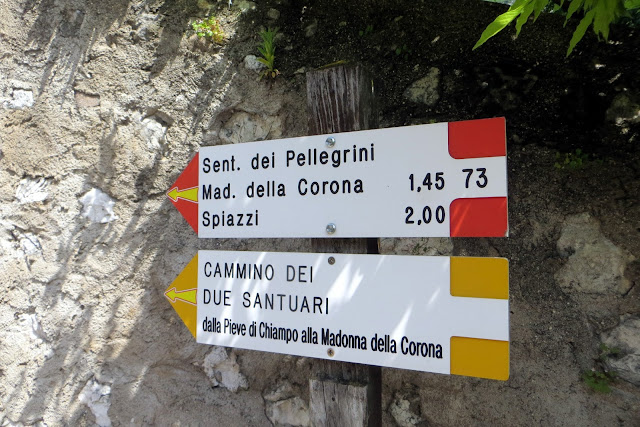 Sent. dei Pellegrini
Mad. della Corona 1,45 73
Spiazzi 2,00
CAMMINO DEI
DUE SANTUARI
dalla Pieve di Chiampo alla Madonna della Corona